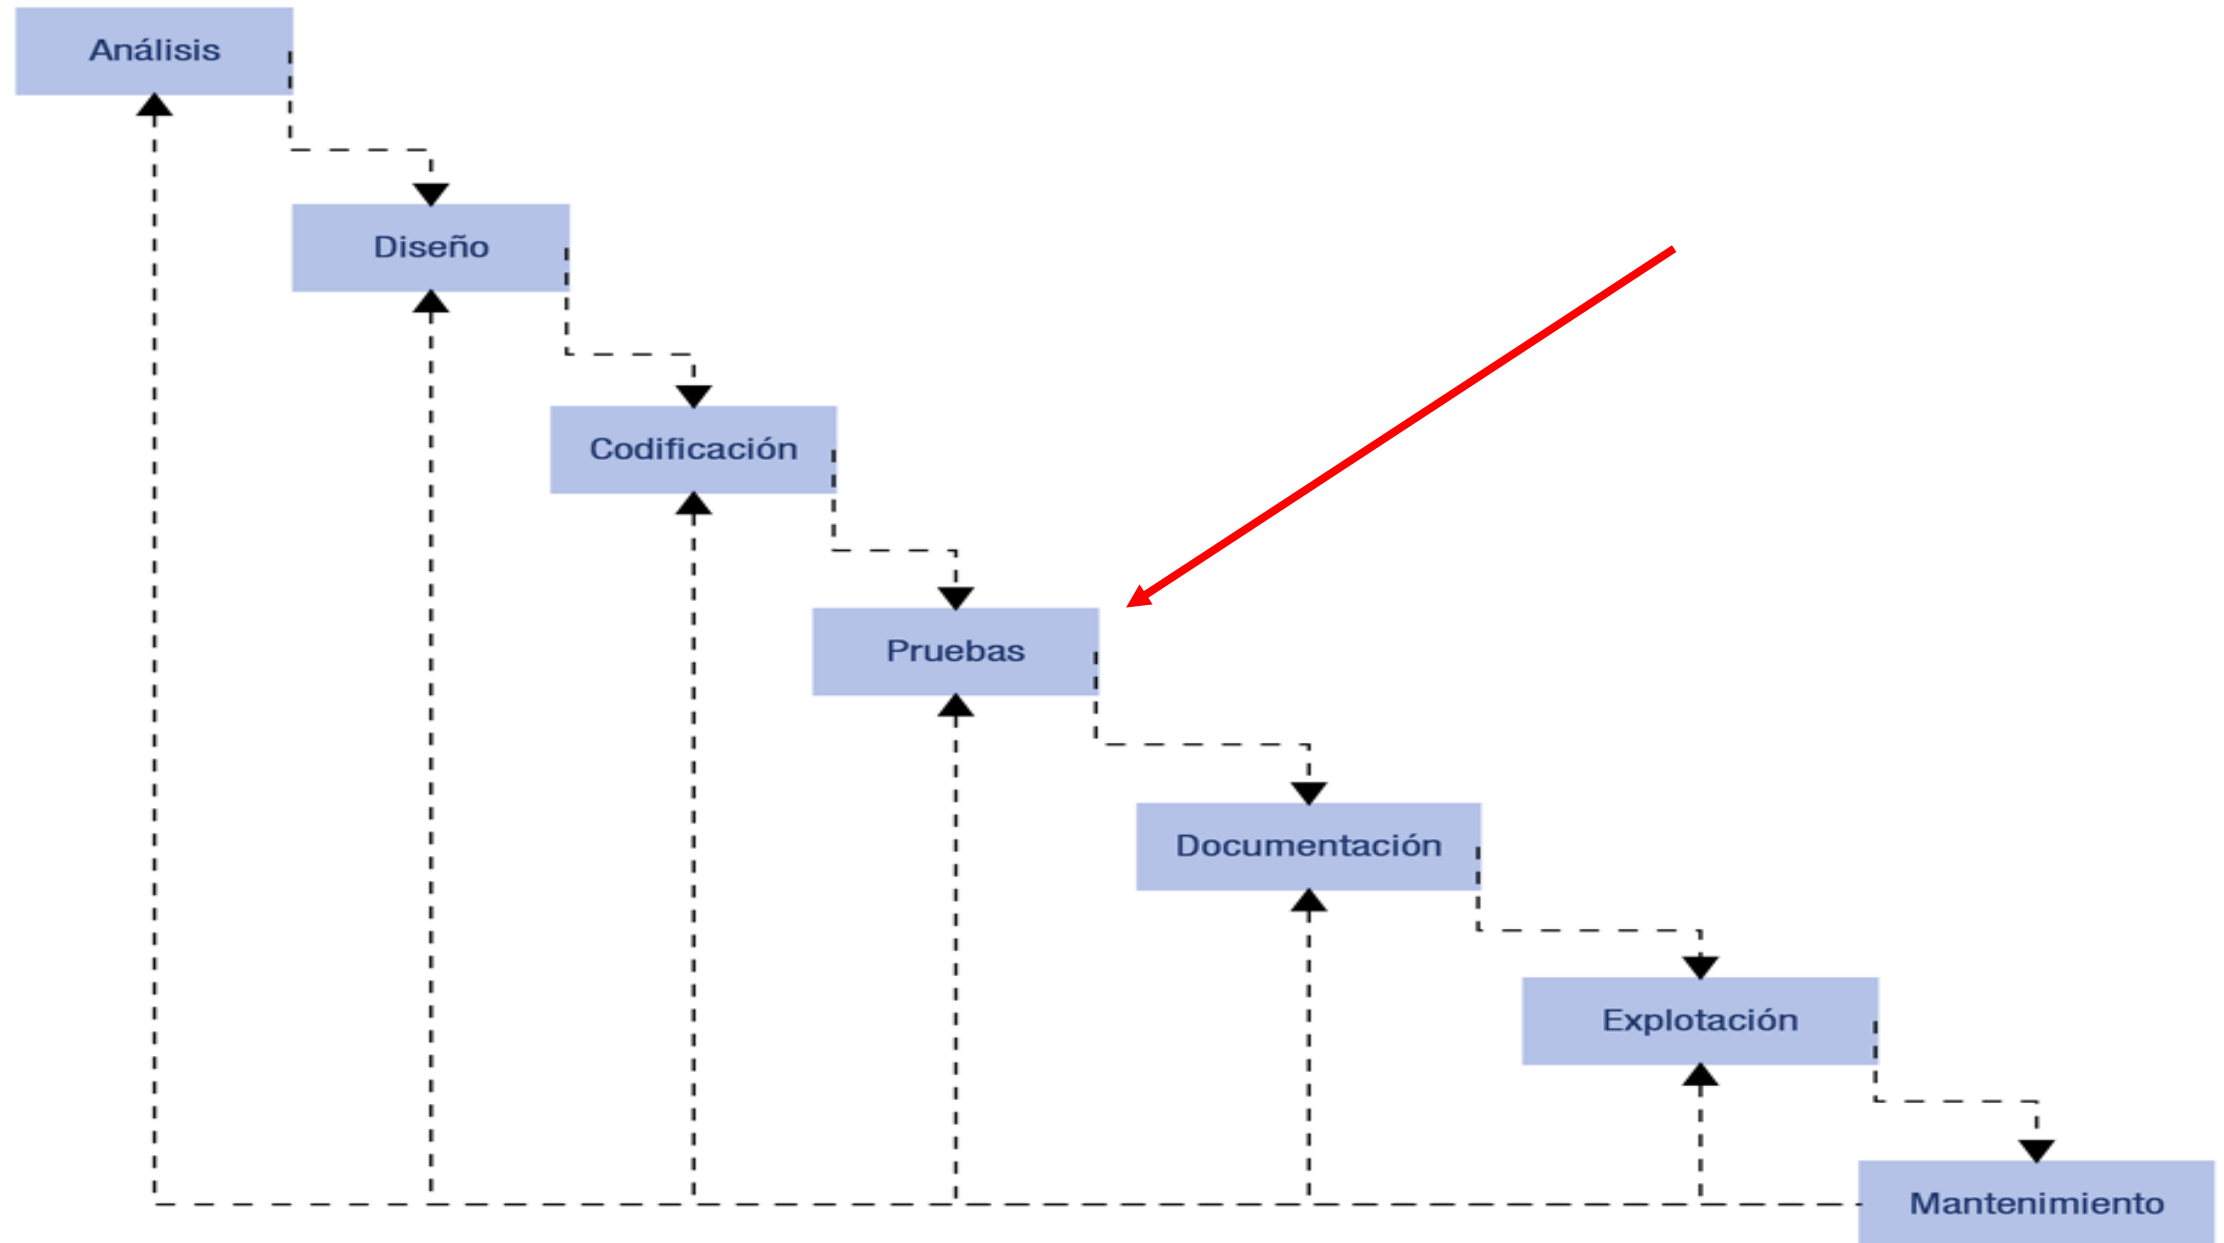 Análisis
Diseño
Codificación
Pruebas
Documentación
Explotación
Mantenimiento